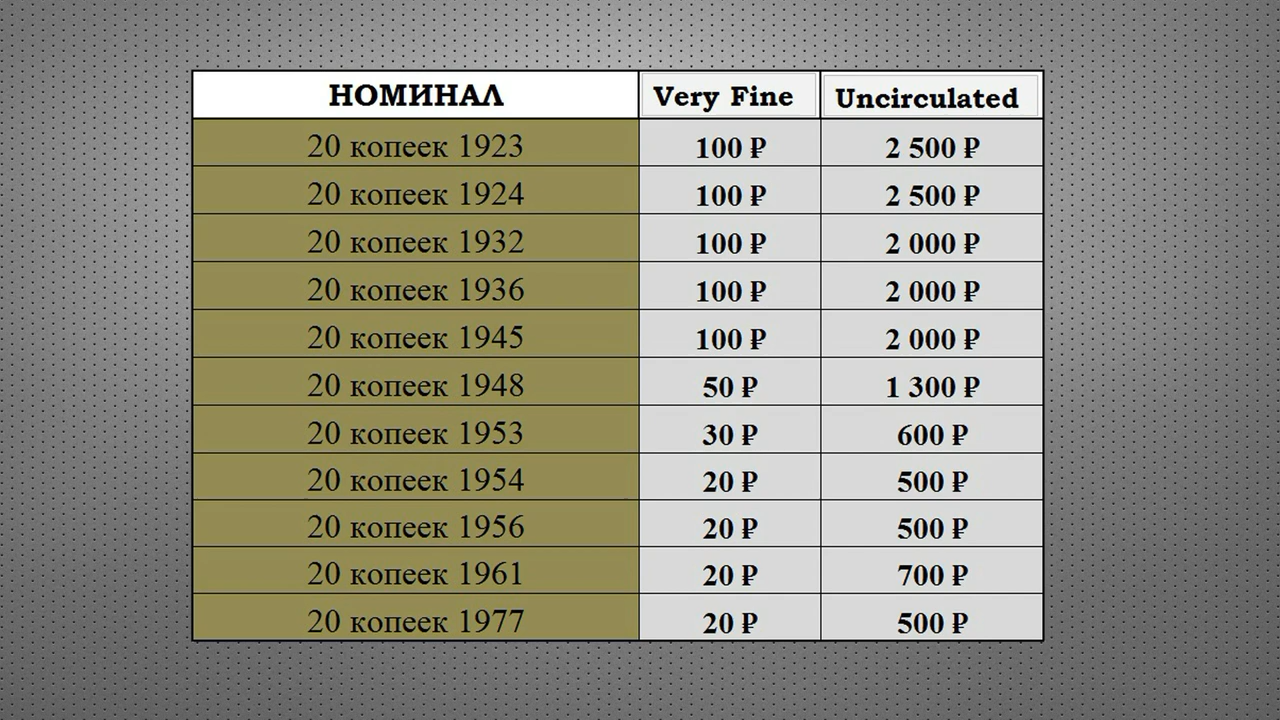 НОМИНАЛ Very Fine Uncirculated
20 копеек 1923 100 ₽ 2 500 ₽
20 копеек 1924 100 ₽ 2 500 ₽
20 копеек 1932 100 ₽ 2 000 ₽
20 копеек 1936 100 ₽ 2 000 ₽
20 копеек 1945 100 ₽ 2 000 ₽
20 копеек 1948 50 ₽ 1 300 ₽
20 копеек 1953 30 ₽ 600 ₽
20 копеек 1954 20 ₽ 500 ₽
20 копеек 1956 20 ₽ 500 ₽
20 копеек 1961 20 ₽ 700 ₽
20 копеек 1977 20 ₽ 500 ₽